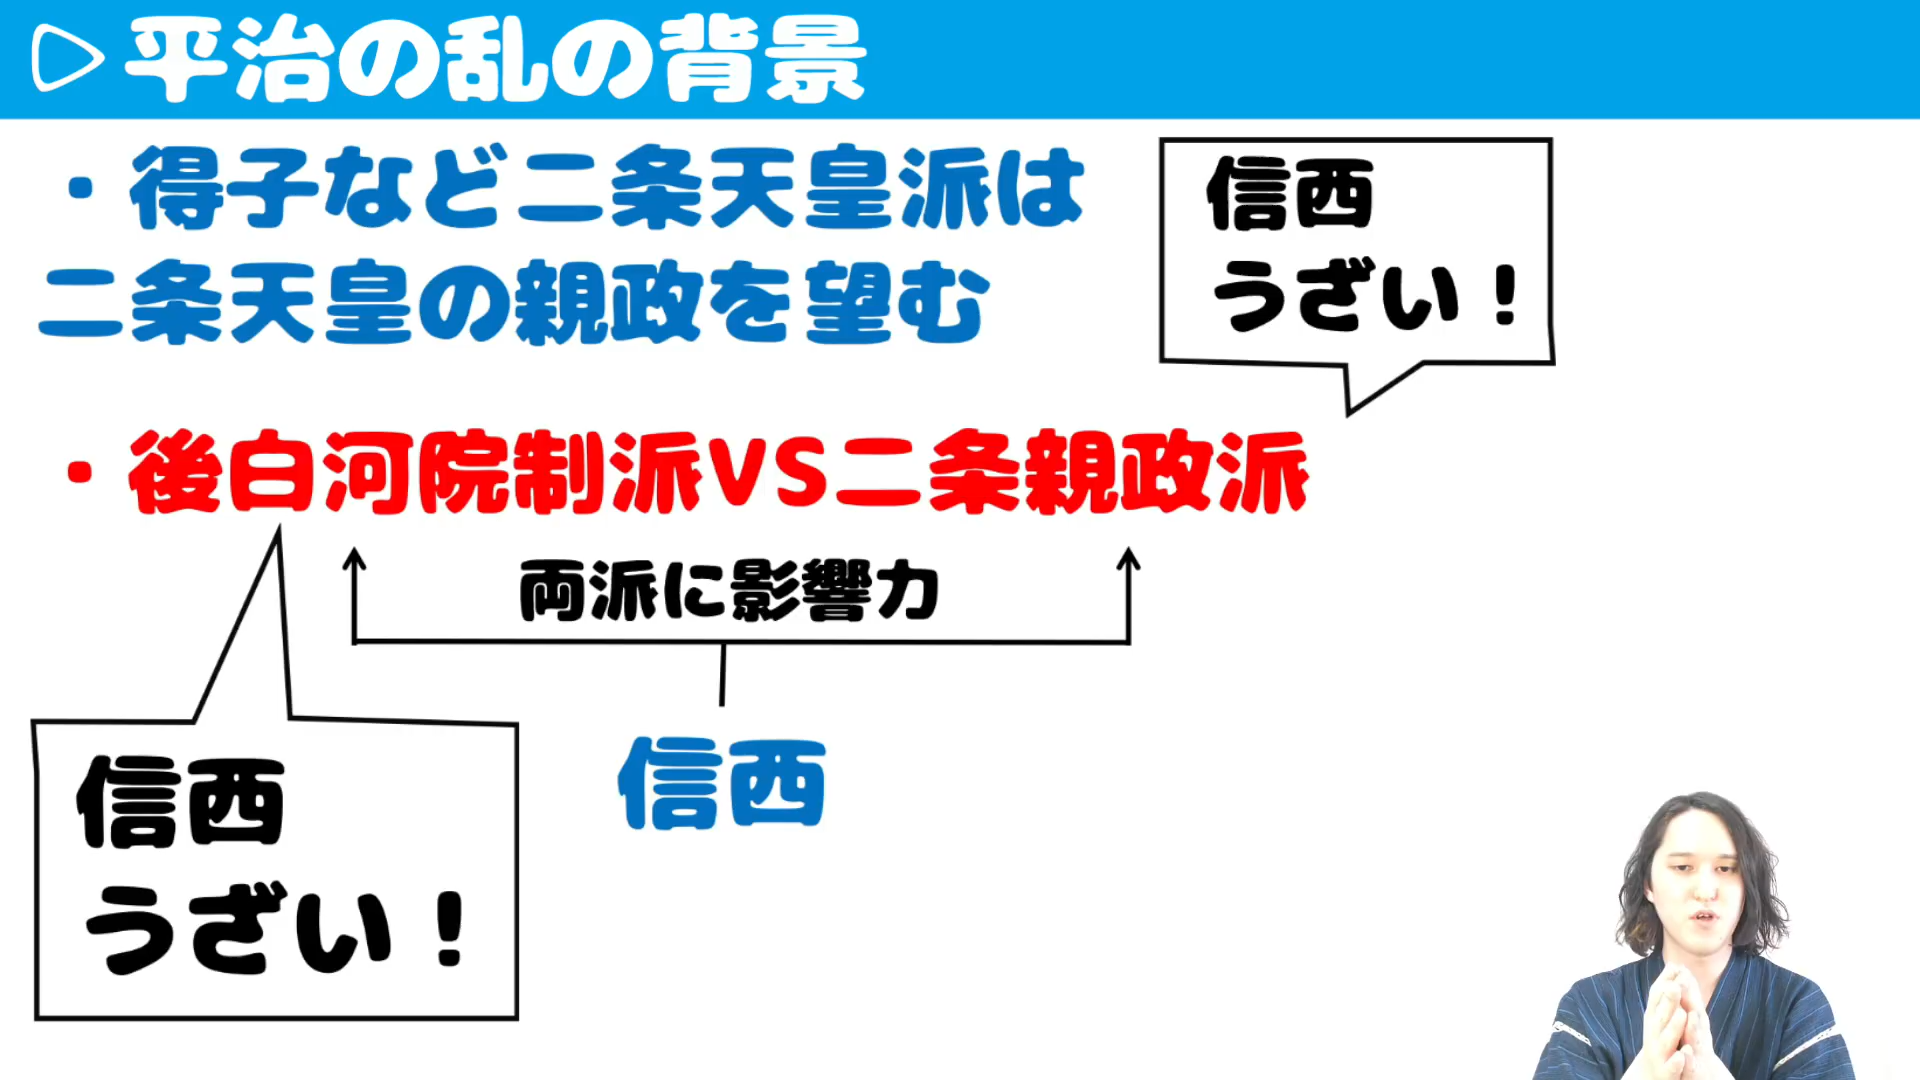 平治の乱の背景
・得子など二条天皇派は
二条天皇の親政を望む
信西
うざい！
・後白河院制派VS二条親政派
両派に影響力
信西
信西
うざい！